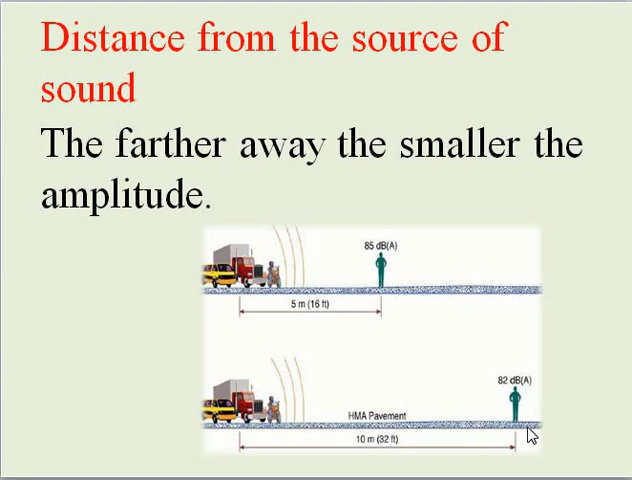 Distance from the source of
sound
The farther away the smaller the
amplitude.
85 dB(A)
5 m (16 ft)
82 dB(A)
HMA Pavement
10 m (32 ft)